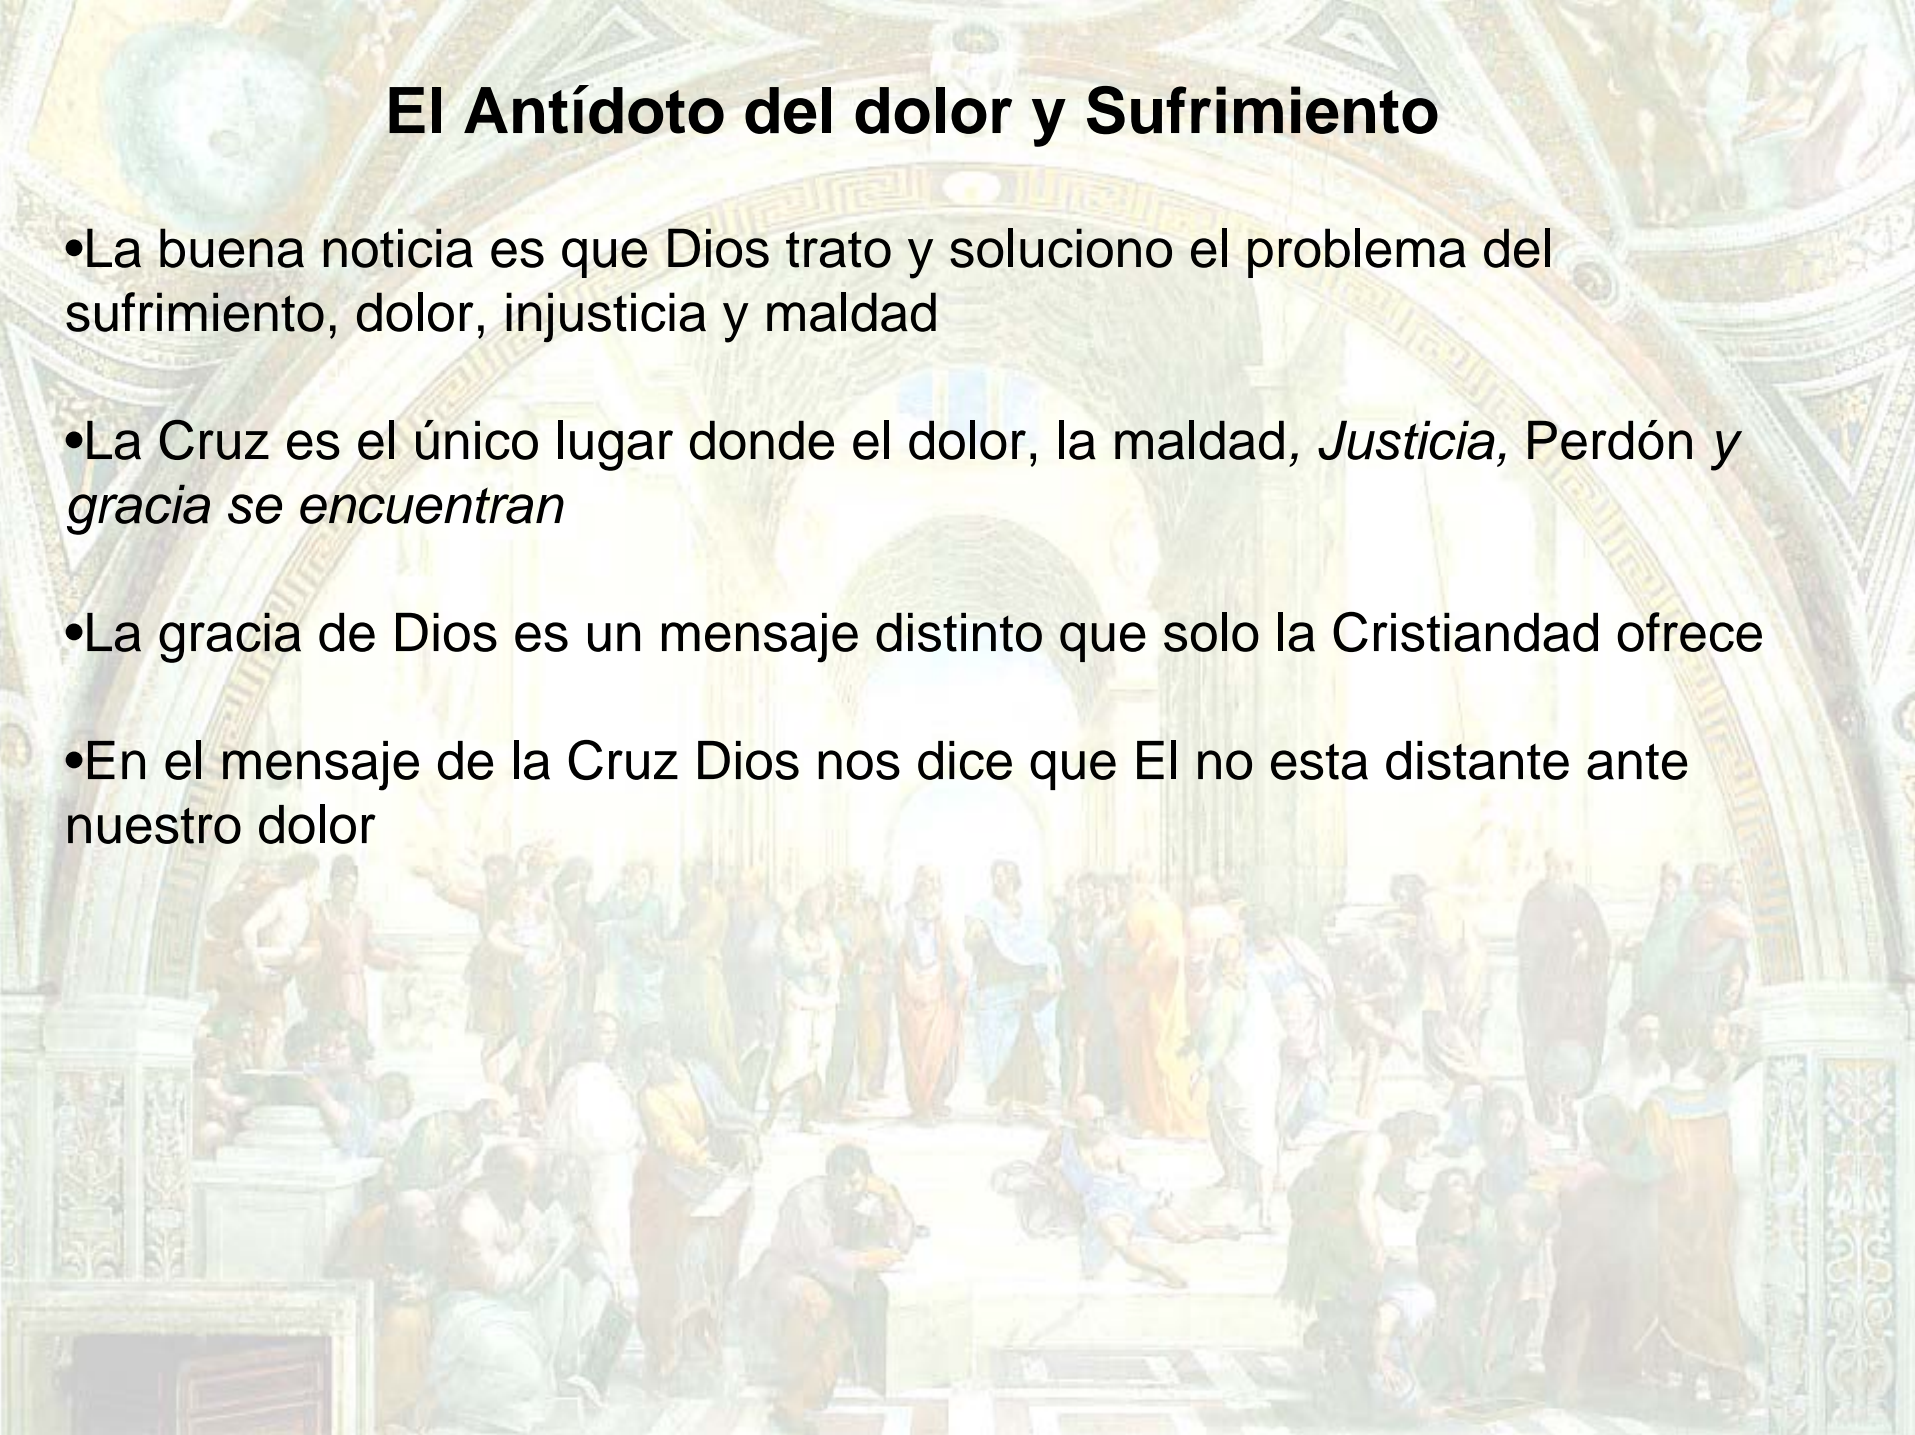 El Antídoto del dolor y Sufrimiento
•La buena noticia es que Dios trato y soluciono el problema del
sufrimiento, dolor, injusticia y maldad
•La Cruz es el único lugar donde el dolor, la maldad, Justicia, Perdón y
gracia se encuentran
•La gracia de Dios es un mensaje distinto que solo la Cristiandad ofrece
•En el mensaje de la Cruz Dios nos dice que El no esta distante ante
nuestro dolor